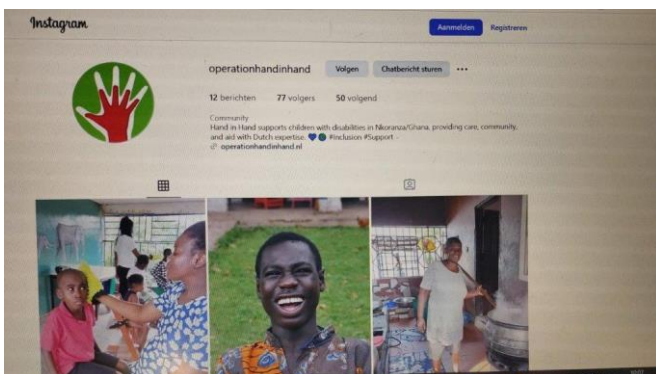 Instagram
Aanmelden Registreren
operationhandinhand Volgen Chatbericht sturen
12 berichten 77 volgers 50 volgend
Community
Hand in Hand supports children with disabilities in Nkoranza/Ghana, providing care, community,
and aid with Dutch expertise. 💙🌍 #Inclusion #Support -
operationhandinhand.nl